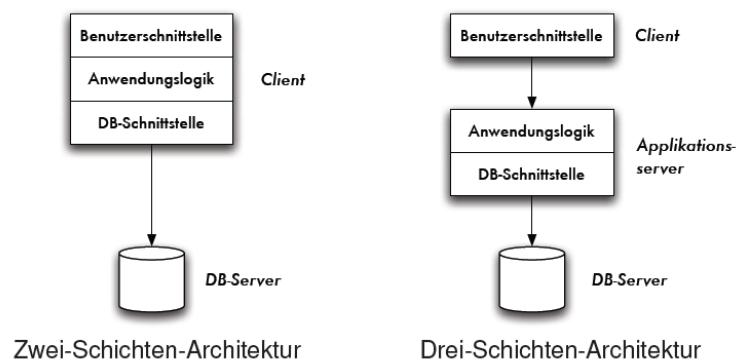 Benutzerschnittstelle
Anwendungslogik
DB-Schnittstelle
Client
DB-Server
Zwei-Schichten-Architektur
Benutzerschnittstelle
Client
Anwendungslogik
DB-Schnittstelle
Applikations-
server
DB-Server
Drei-Schichten-Architektur